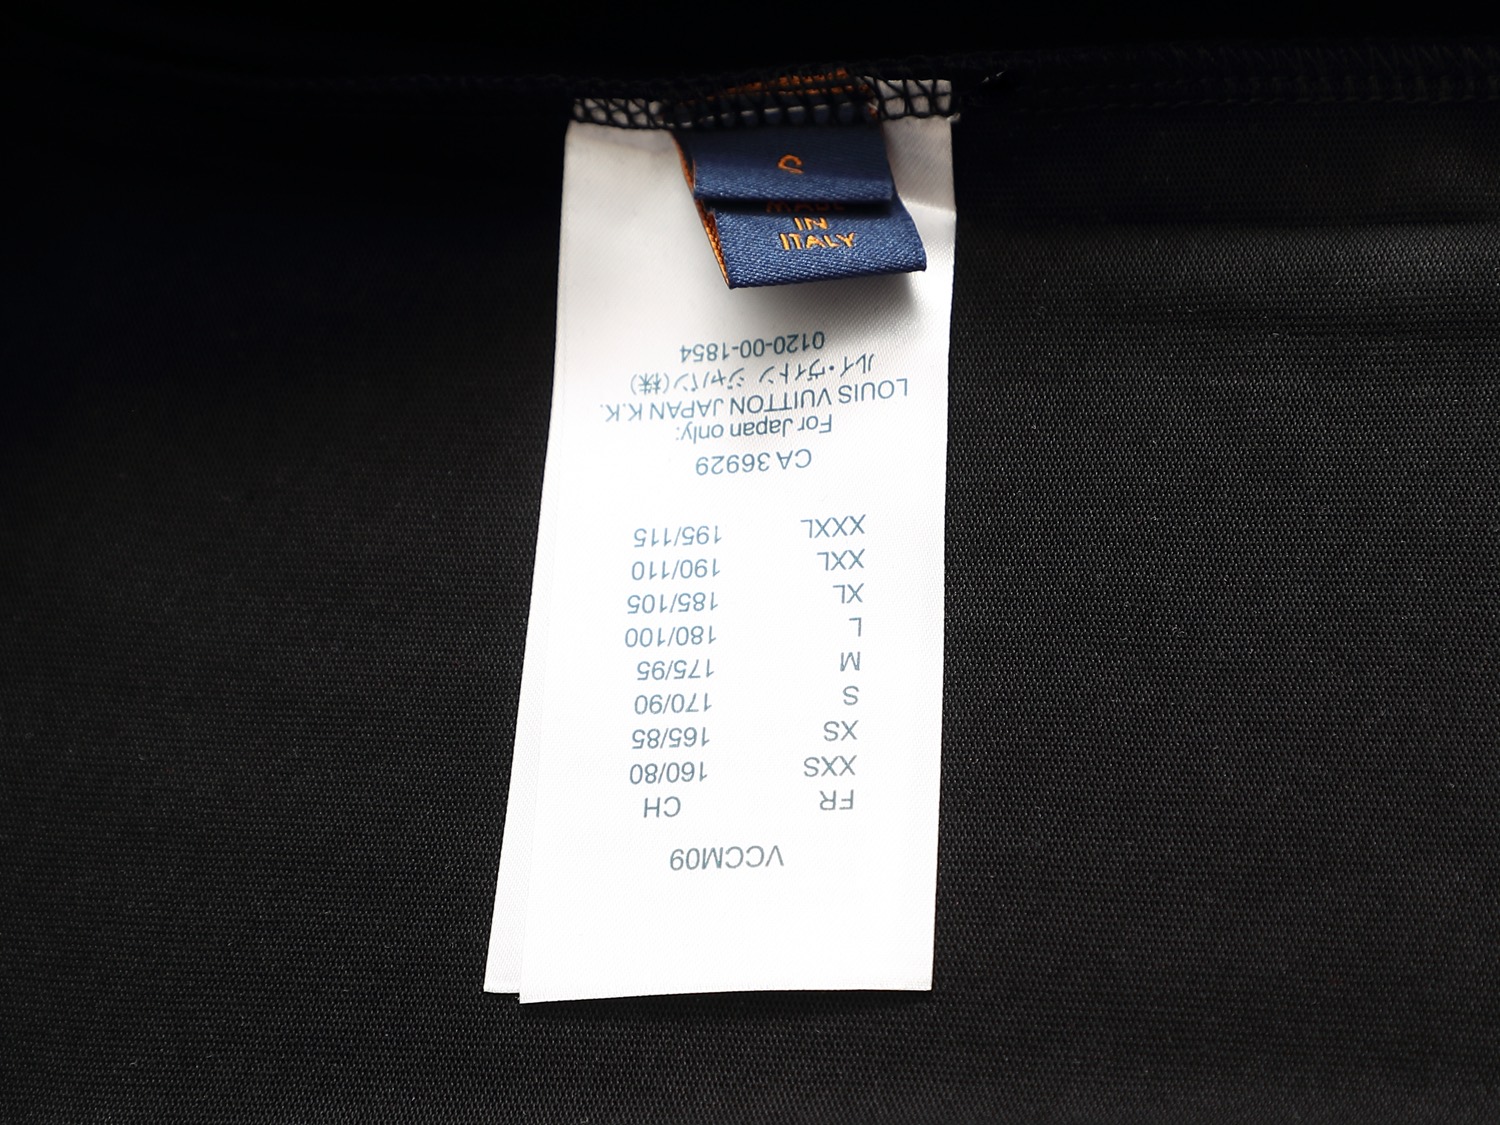 S
MADE
IN
ITALY
VCCM09
FR CH
XXS 160/80
XS 165/85
S 170/90
M 175/95
L 180/100
XL 185/105
XXL 190/110
XXXL 195/115
CA 36929
For Japan only:
LOUIS VUITTON JAPAN K.K.
ルイ・ヴィトン ジャパン(株)
0120-00-1854